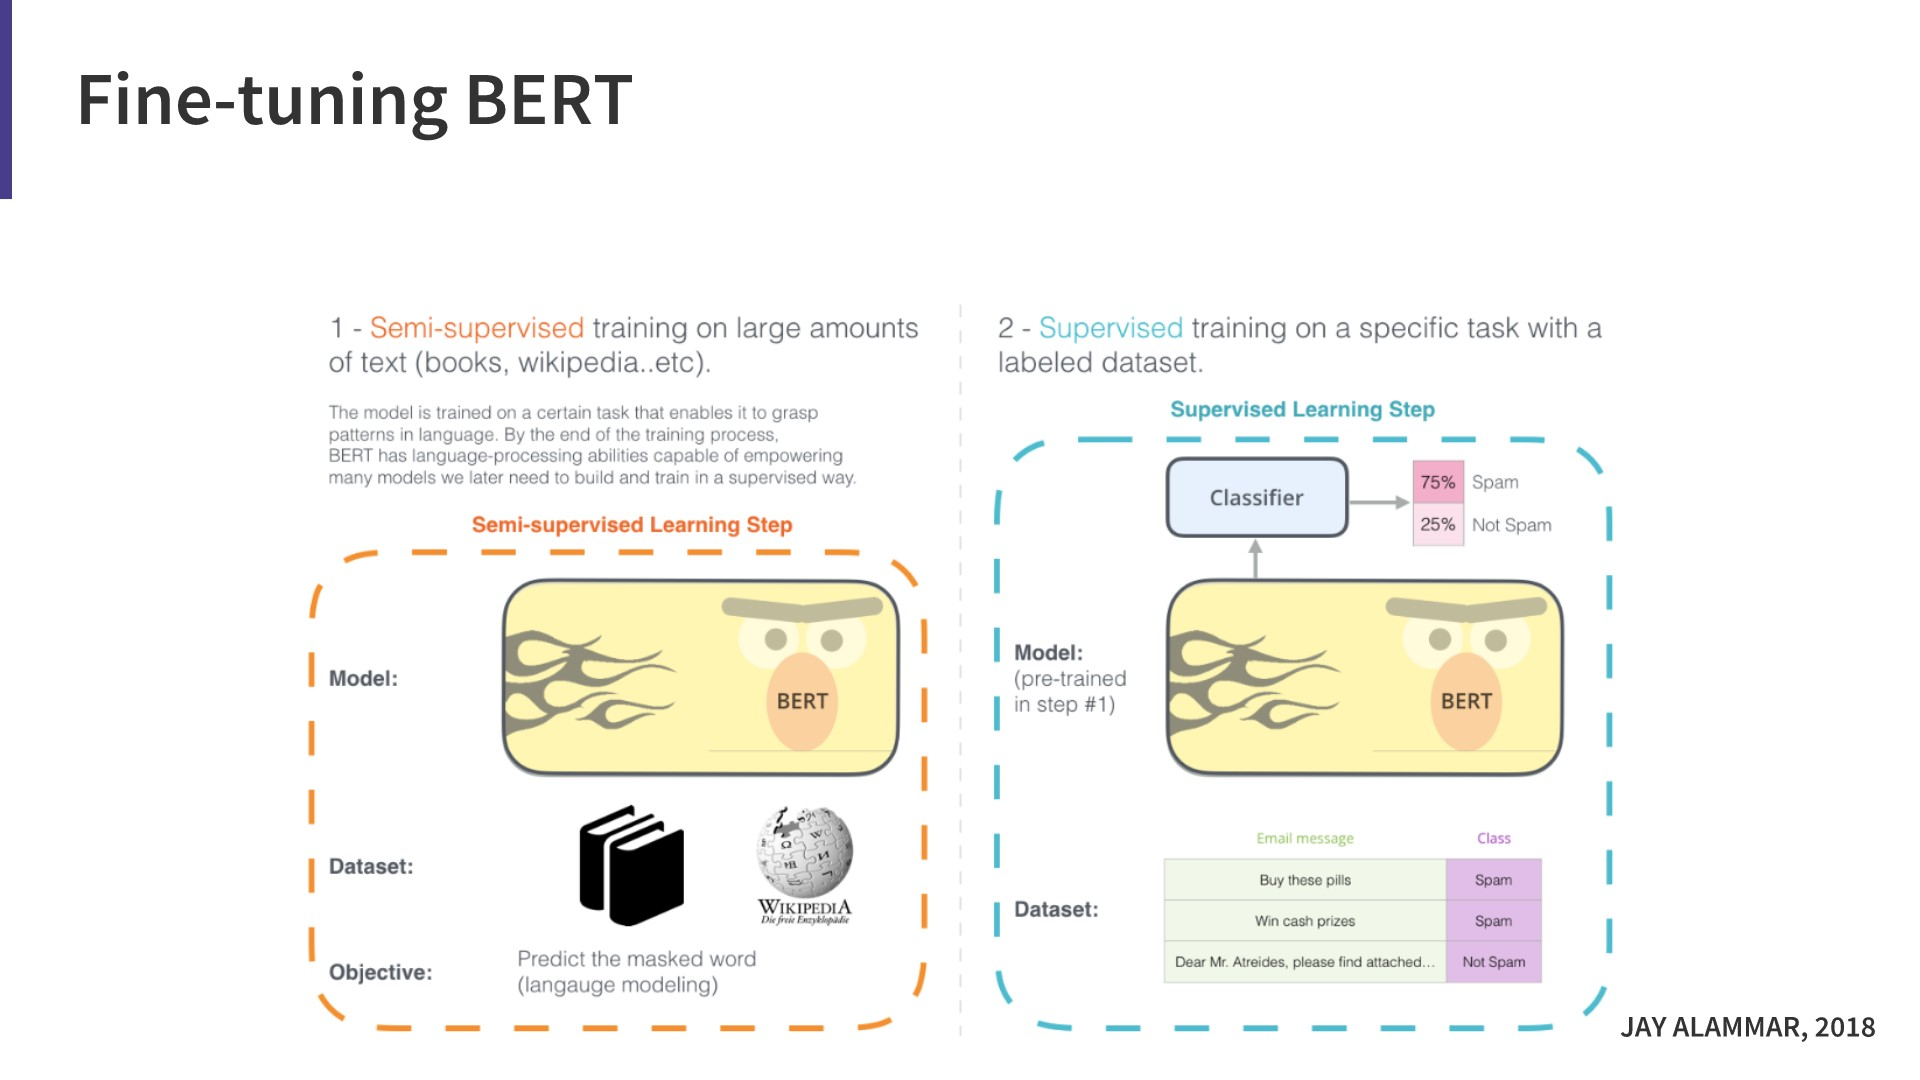 Fine-tuning BERT
1 - Semi-supervised training on large amounts
of text (books, wikipedia..etc).
The model is trained on a certain task that enables it to grasp
patterns in language. By the end of the training process,
BERT has language-processing abilities capable of empowering
many models we later need to build and train in a supervised way.
Semi-supervised Learning Step
Model:
BERT
Dataset:
WIKIPEDIA
Die freie Enzyklopädie
Objective:
Predict the masked word
(langauge modeling)
2 - Supervised training on a specific task with a
labeled dataset.
Supervised Learning Step
Classifier
75% Spam
25% Not Spam
Model:
(pre-trained
in step #1)
BERT
Dataset:
Email message Class
Buy these pills Spam
Win cash prizes Spam
Dear Mr. Atreides, please find attached... Not Spam
JAY ALAMMAR, 2018